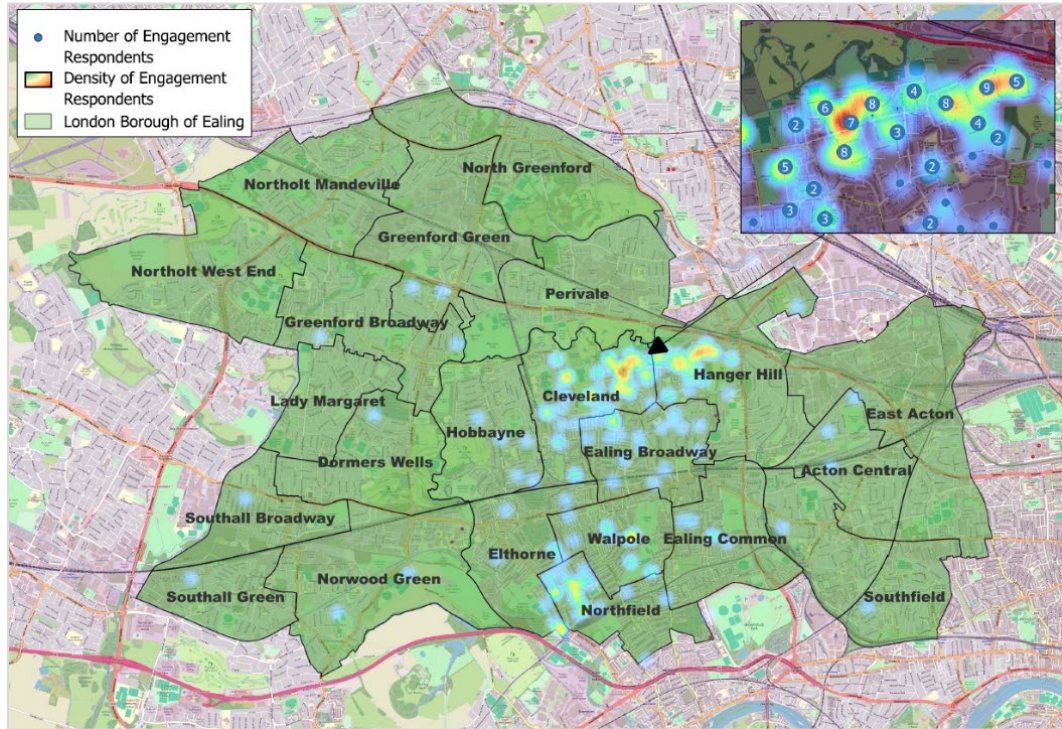 Number of Engagement
Respondents
Density of Engagement
Respondents
London Borough of Ealing
4
9
5
6
8
8
2
7
3
4
2
8
5
2
2
3
3
2
North Greenford
Northolt Mandeville
Greenford Green
Northolt West End
Perivale
Greenford Broadway
Hanger Hill
Cleveland
Lady Margaret
East Acton
Hobbayne
Ealing Broadway
Dormers Wells
Acton Central
Southall Broadway
Walpole
Ealing Common
Elthorne
Norwood Green
Southall Green
Southfield
Northfield